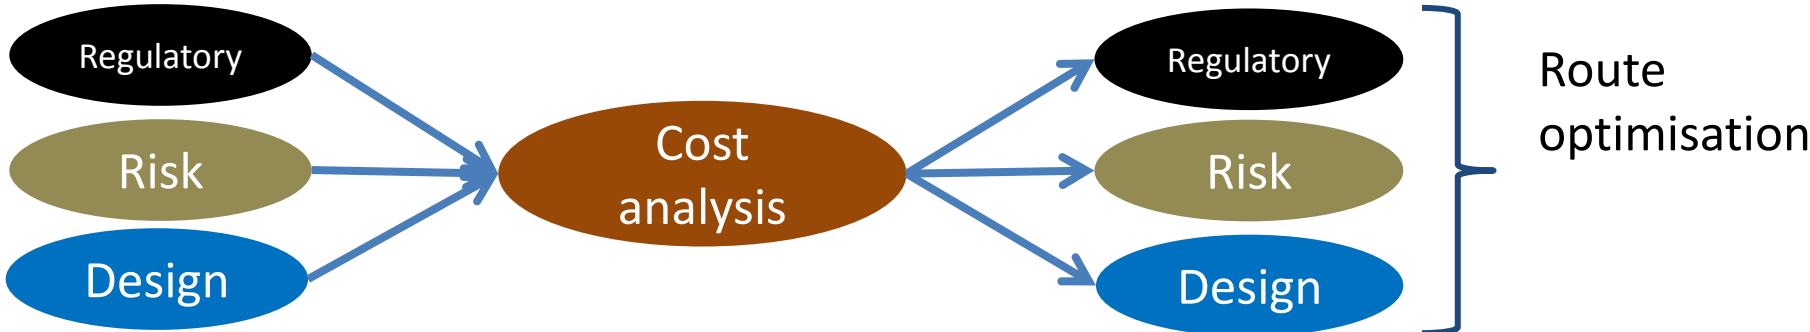 Regulatory
Risk
Design
Cost
analysis
Regulatory
Risk
Design
Route
optimisation